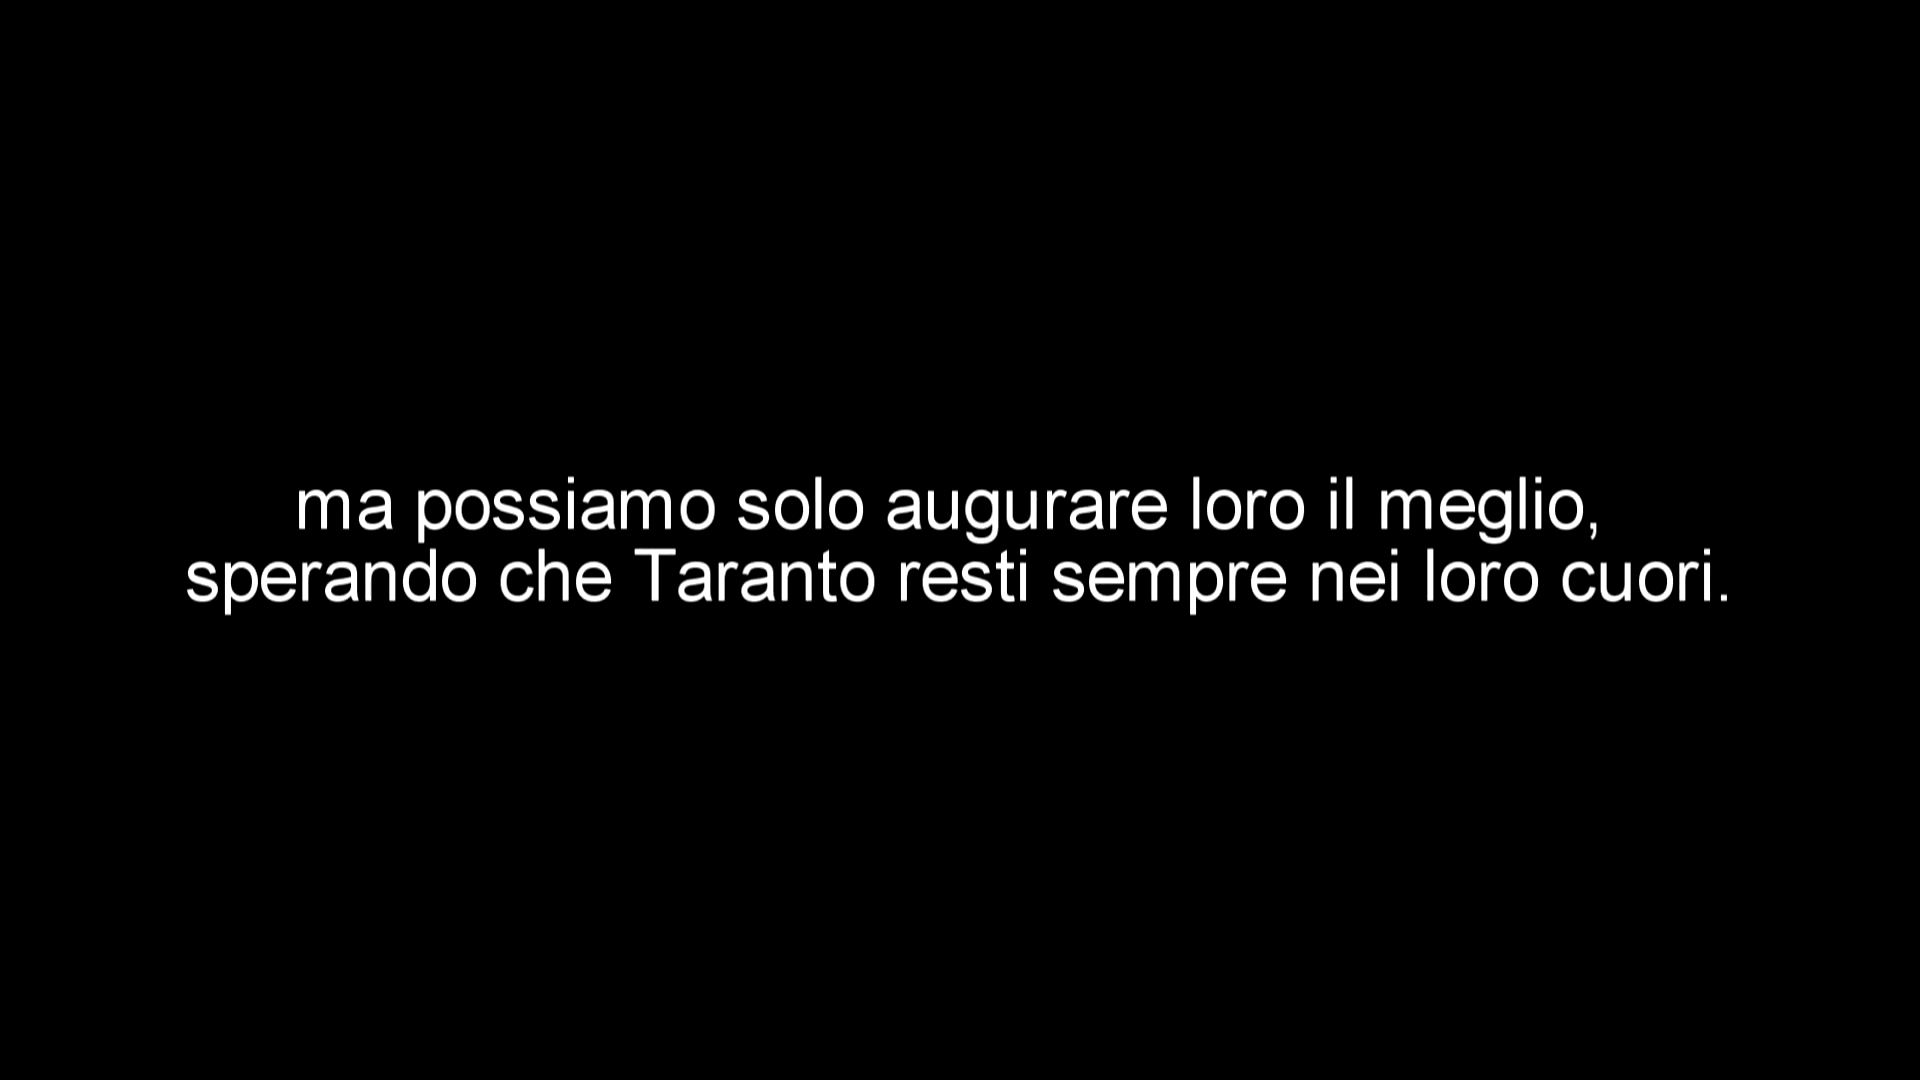 ma possiamo solo augurare loro il meglio,
sperando che Taranto resti sempre nei loro cuori.